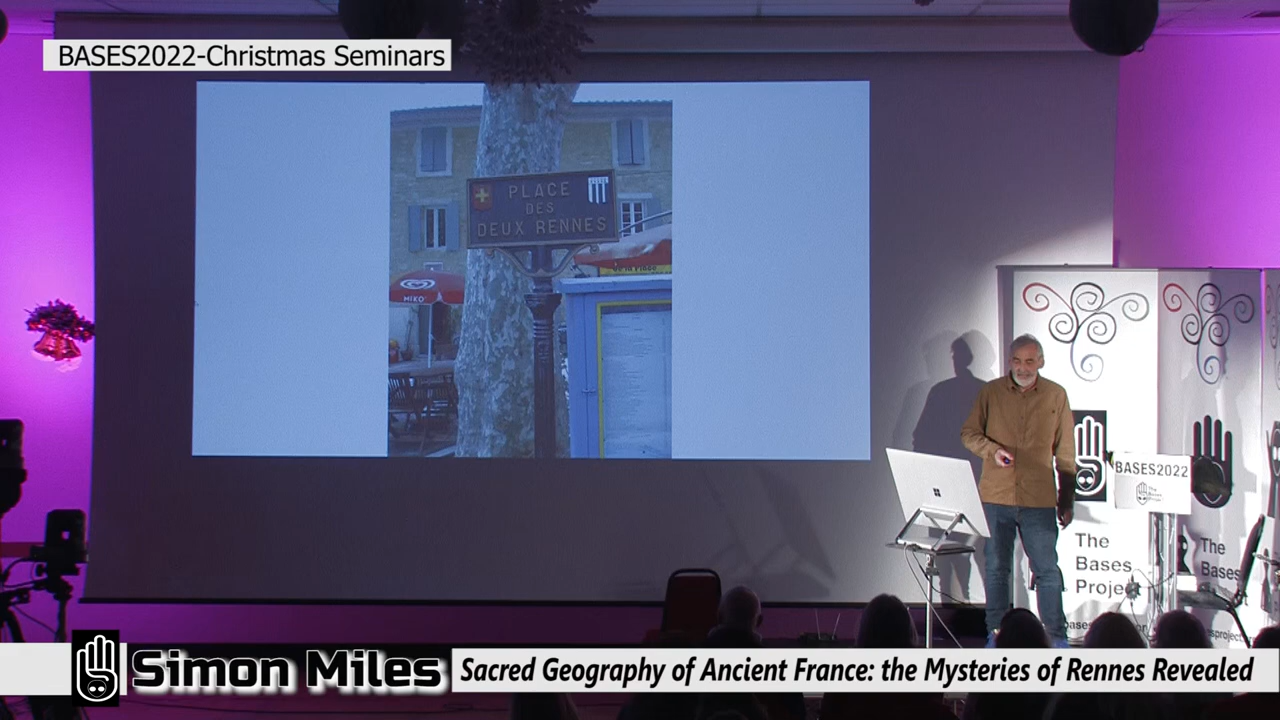 BASES2022-Christmas Seminars
PLACE
DES
DEUX RENNES
MIKO
BASES2022
The
Bases
Project
The
Bases
Simon Miles
Sacred Geography of Ancient France: the Mysteries of Rennes Revealed